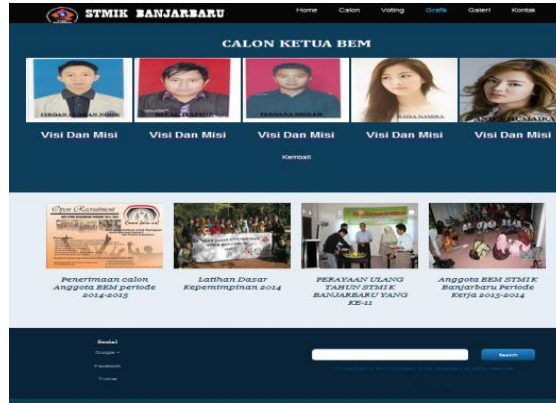 STMIK BANJARBARU
Home Calon Voting Grafik Galeri Kontak
CALON KETUA BEM
Visi Dan Misi Visi Dan Misi Visi Dan Misi Visi Dan Misi Visi Dan Misi
Kembali
Open Recruitment
Penerimaan calon
Anggota BEM periode
2014-2015
Latihan Dasar
Kepemimpinan 2014
PERAYAAN ULANG
TAHUN STMIK
BANJARBARU YANG
KE-11
Anggota BEM STMIK
Banjarbaru Periode
Kerja 2013-2014
Sosial
Google +
Facebook
Twitter
Search